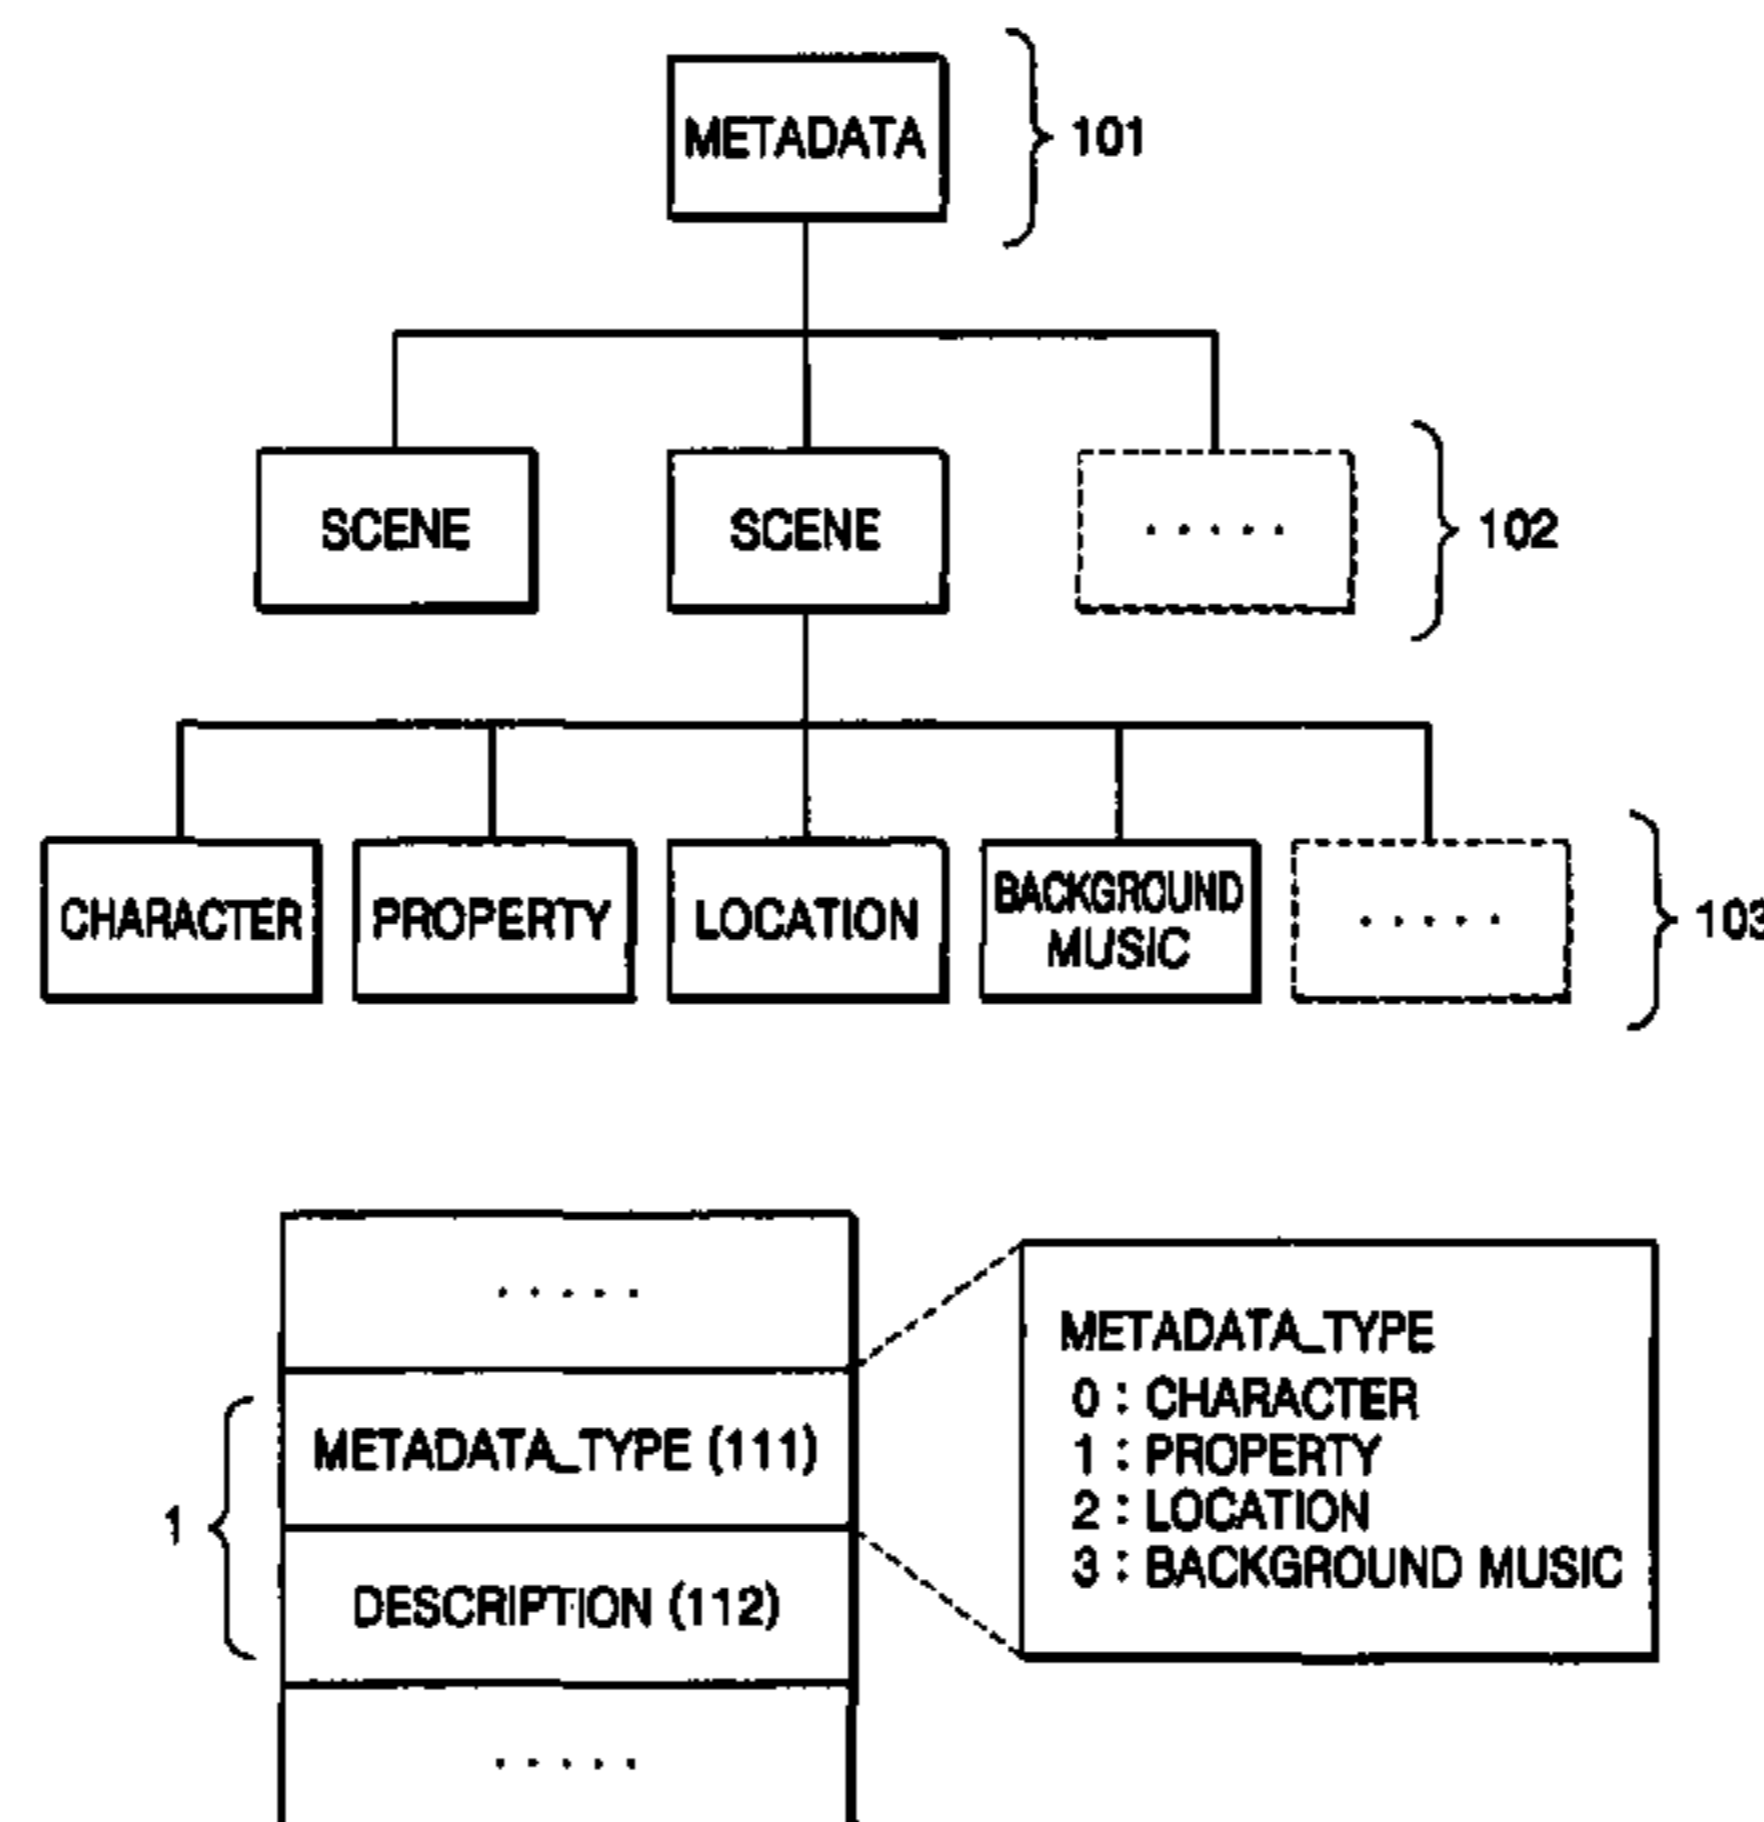 METADATA
101
SCENE
SCENE
.....
102
CHARACTER
PROPERTY
LOCATION
BACKGROUND
MUSIC
.....
103
.....
METADATA_TYPE (111)
1
DESCRIPTION (112)
.....
METADATA_TYPE
0 : CHARACTER
1 : PROPERTY
2 : LOCATION
3 : BACKGROUND MUSIC